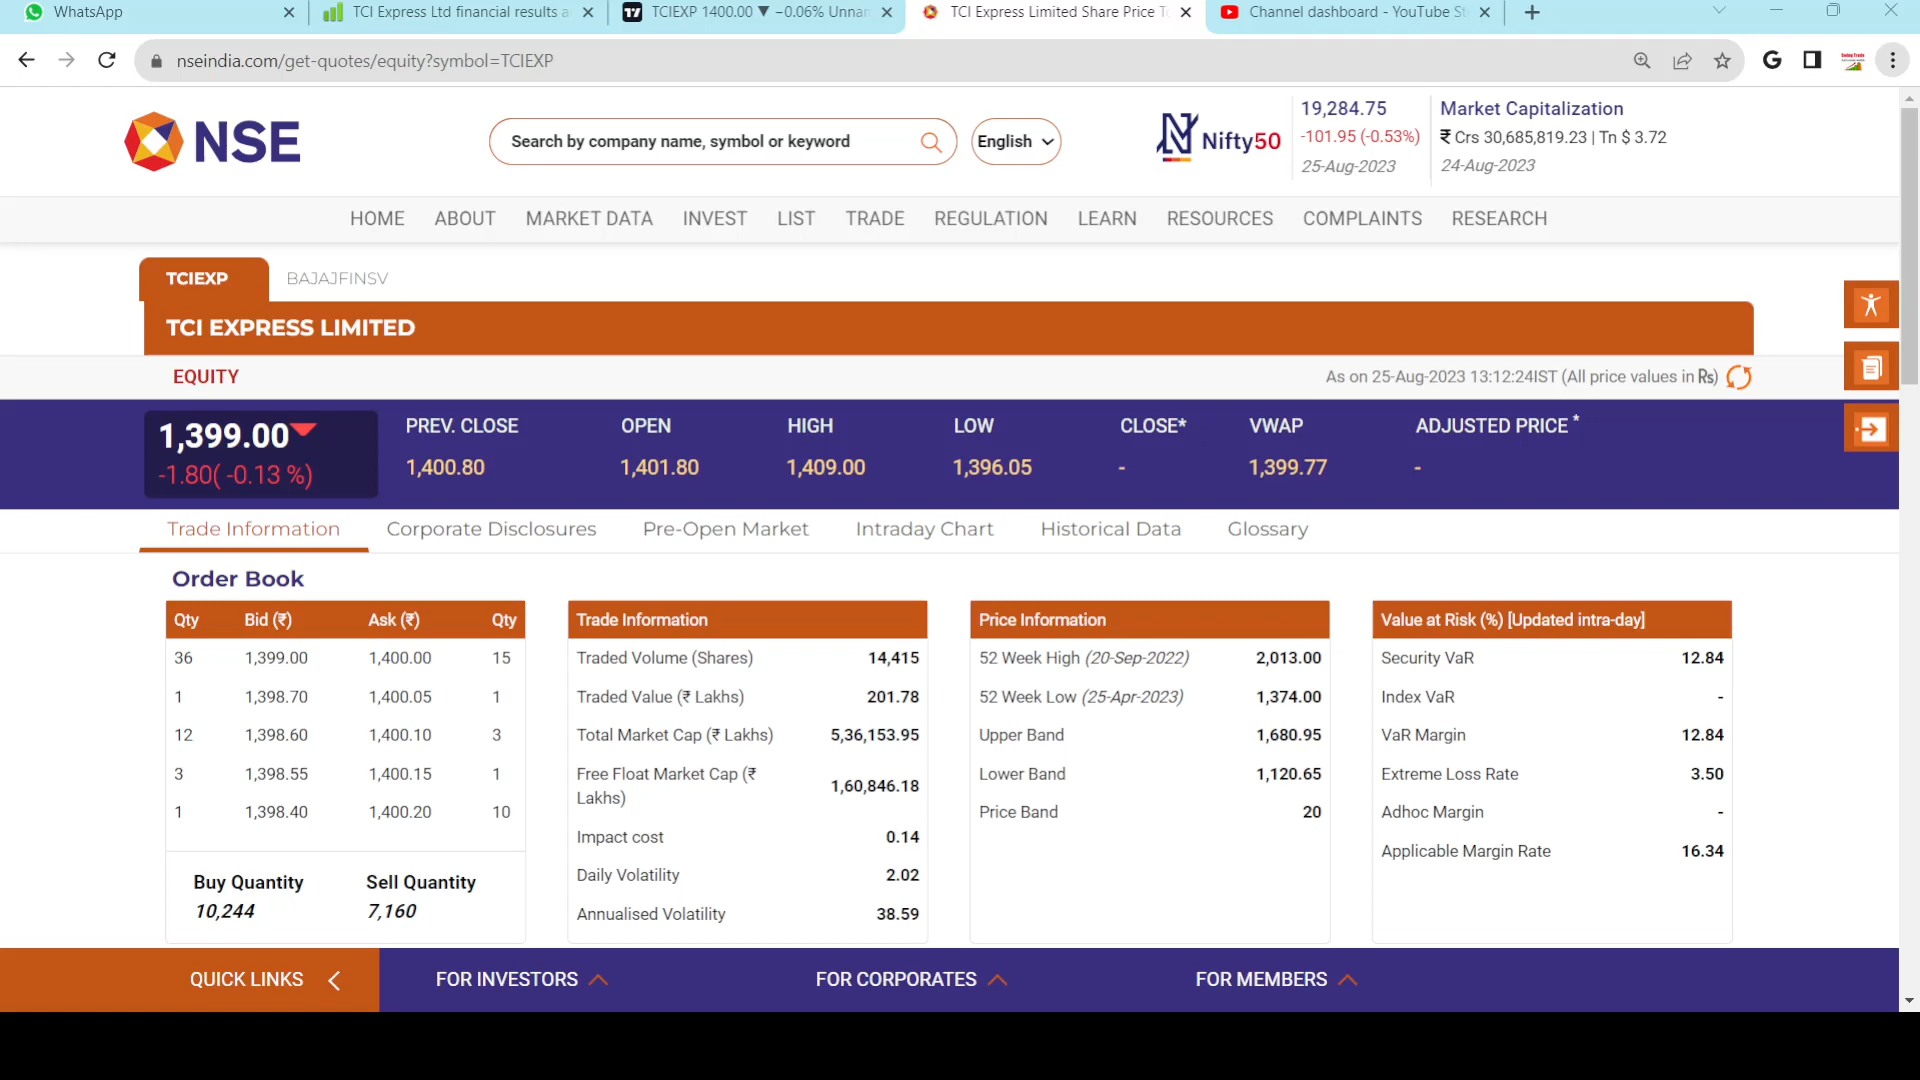 WhatsApp
TCI Express Ltd financial results a
TCIEXP 1400.00 ▼ −0.06% Unnan
TCI Express Limited Share Price To
Channel dashboard - YouTube St
nseindia.com/get-quotes/equity?symbol=TCIEXP
NSE
Search by company name, symbol or keyword
English
Nifty50
19,284.75
-101.95 (-0.53%)
25-Aug-2023
Market Capitalization
₹ Crs 30,685,819.23 | Tn $ 3.72
24-Aug-2023
HOME ABOUT MARKET DATA INVEST LIST TRADE REGULATION LEARN RESOURCES COMPLAINTS RESEARCH
TCIEXP BAJAJFINSV
TCI EXPRESS LIMITED
EQUITY
As on 25-Aug-2023 13:12:24IST (All price values in Rs)
1,399.00
-1.80( -0.13 %)
PREV. CLOSE OPEN HIGH LOW CLOSE* VWAP ADJUSTED PRICE *
1,400.80 1,401.80 1,409.00 1,396.05 - 1,399.77 -
Trade Information Corporate Disclosures Pre-Open Market Intraday Chart Historical Data Glossary
Order Book
Qty Bid (₹) Ask (₹) Qty
36 1,399.00 1,400.00 15
1 1,398.70 1,400.05 1
12 1,398.60 1,400.10 3
3 1,398.55 1,400.15 1
1 1,398.40 1,400.20 10
Buy Quantity Sell Quantity
10,244 7,160
Trade Information
Traded Volume (Shares) 14,415
Traded Value (₹ Lakhs) 201.78
Total Market Cap (₹ Lakhs) 5,36,153.95
Free Float Market Cap (₹
Lakhs) 1,60,846.18
Impact cost 0.14
Daily Volatility 2.02
Annualised Volatility 38.59
Price Information
52 Week High (20-Sep-2022) 2,013.00
52 Week Low (25-Apr-2023) 1,374.00
Upper Band 1,680.95
Lower Band 1,120.65
Price Band 20
Value at Risk (%) [Updated intra-day]
Security VaR 12.84
Index VaR -
VaR Margin 12.84
Extreme Loss Rate 3.50
Adhoc Margin -
Applicable Margin Rate 16.34
QUICK LINKS FOR INVESTORS FOR CORPORATES FOR MEMBERS